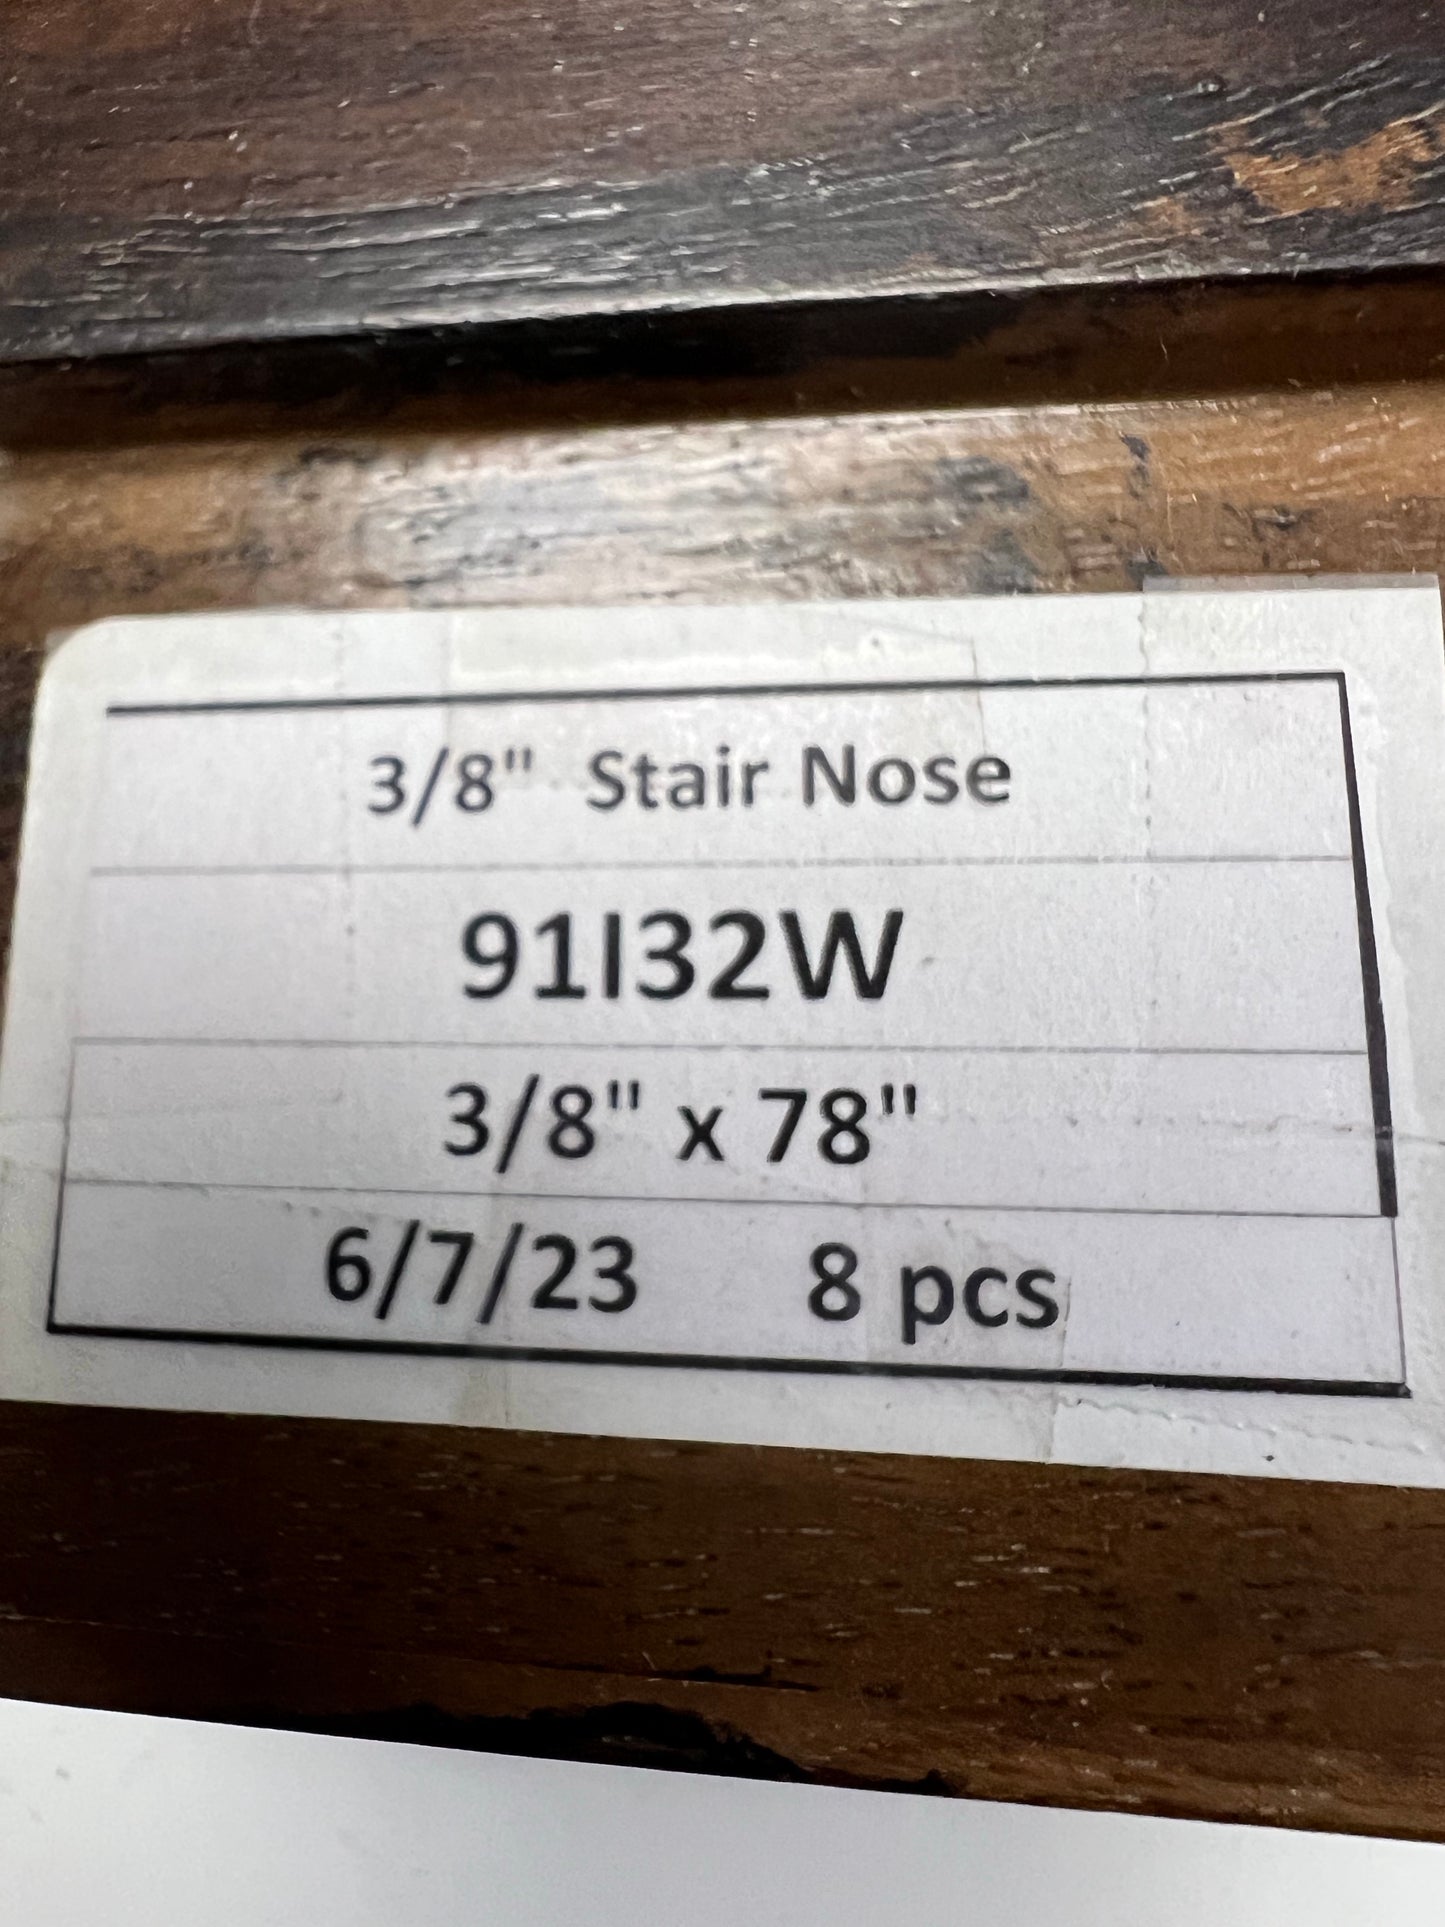 3/8" Stair Nose
91I32W
3/8" x 78"
6/7/23 8 pcs